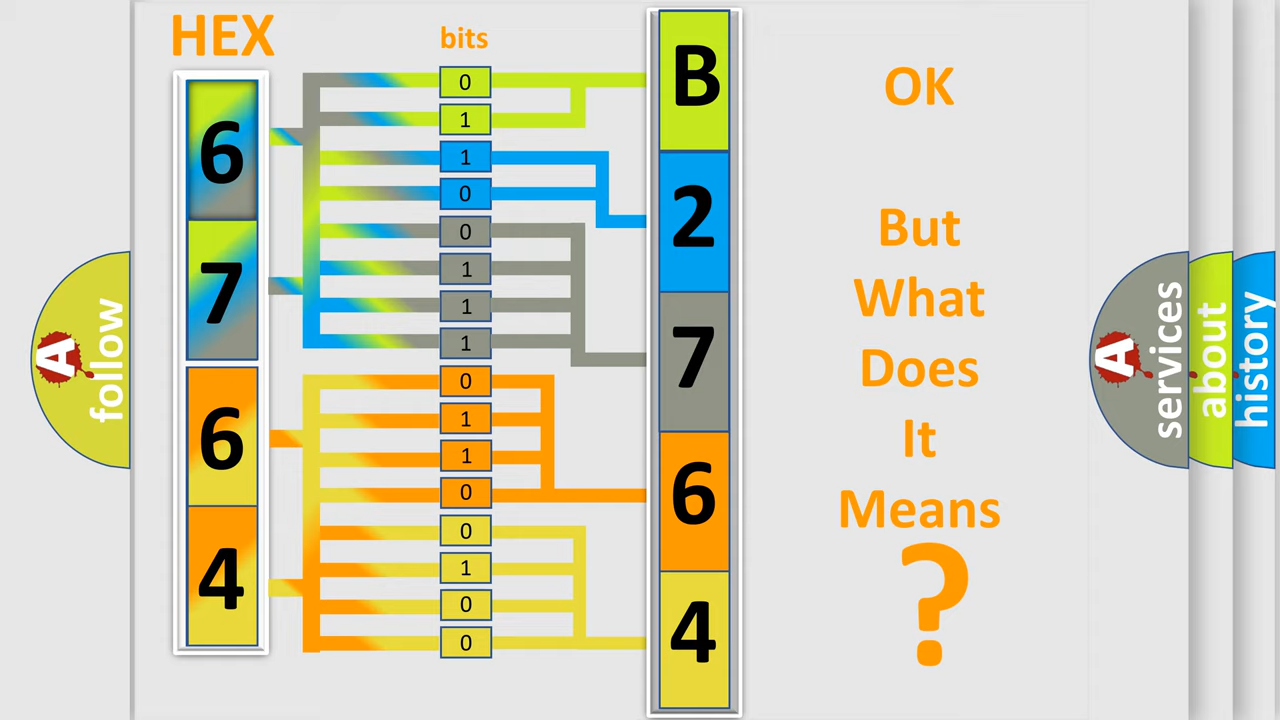 HEX
bits
6
7
6
4
0
1
1
0
0
1
1
1
0
1
1
0
0
1
0
0
B
2
7
6
4
OK
But
What
Does
It
Means
?
A
follow
A
services
about
history